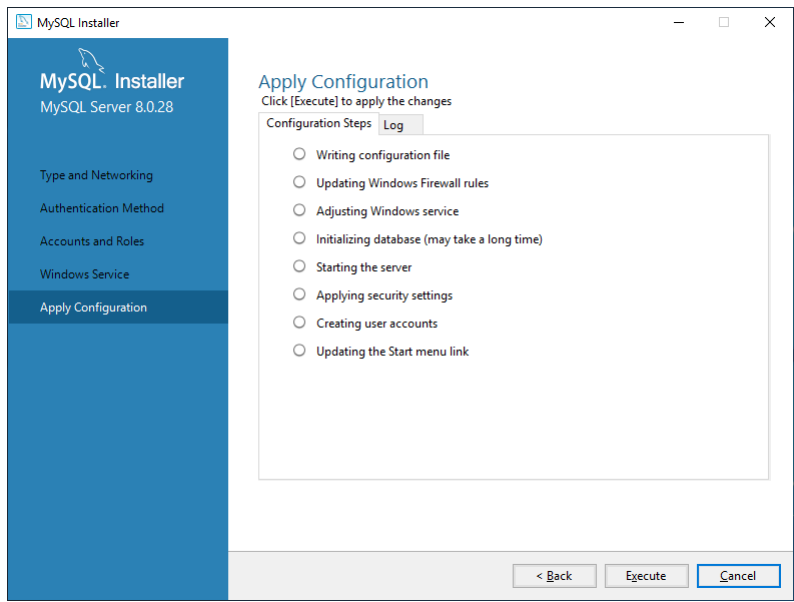 MySQL Installer
MySQL. Installer
MySQL Server 8.0.28
Type and Networking
Authentication Method
Accounts and Roles
Windows Service
Apply Configuration
Apply Configuration
Click [Execute] to apply the changes
Configuration Steps
Log
Writing configuration file
Updating Windows Firewall rules
Adjusting Windows service
Initializing database (may take a long time)
Starting the server
Applying security settings
Creating user accounts
Updating the Start menu link
< Back
Execute
Cancel